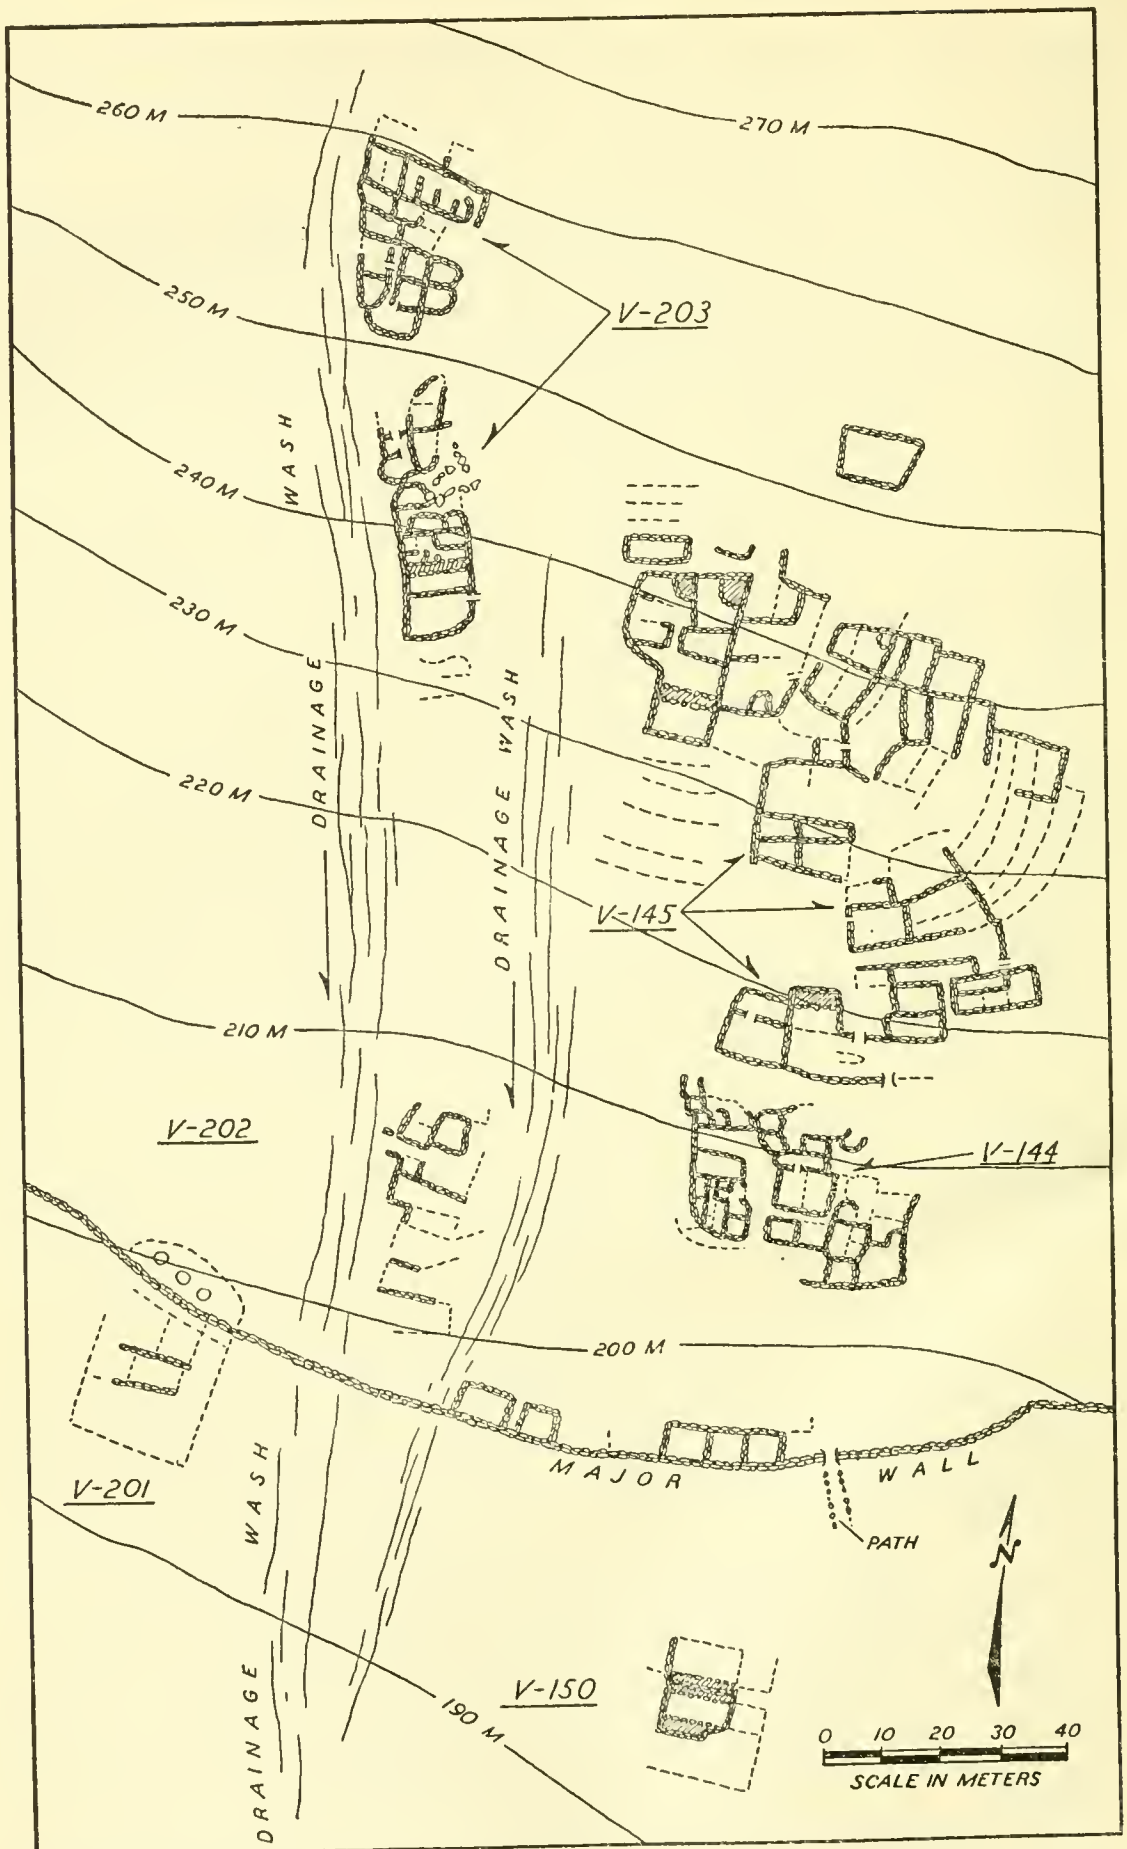 260 M
270 M
250 M
V-203
WASH
240 M
230 M
DRAINAGE
DRAINAGE WASH
220 M
V-145
210 M
V-202
V-144
200 M
MAJOR WALL
V-201
WASH
PATH
N
DRAINAGE
190 M
V-150
0 10 20 30 40
SCALE IN METERS